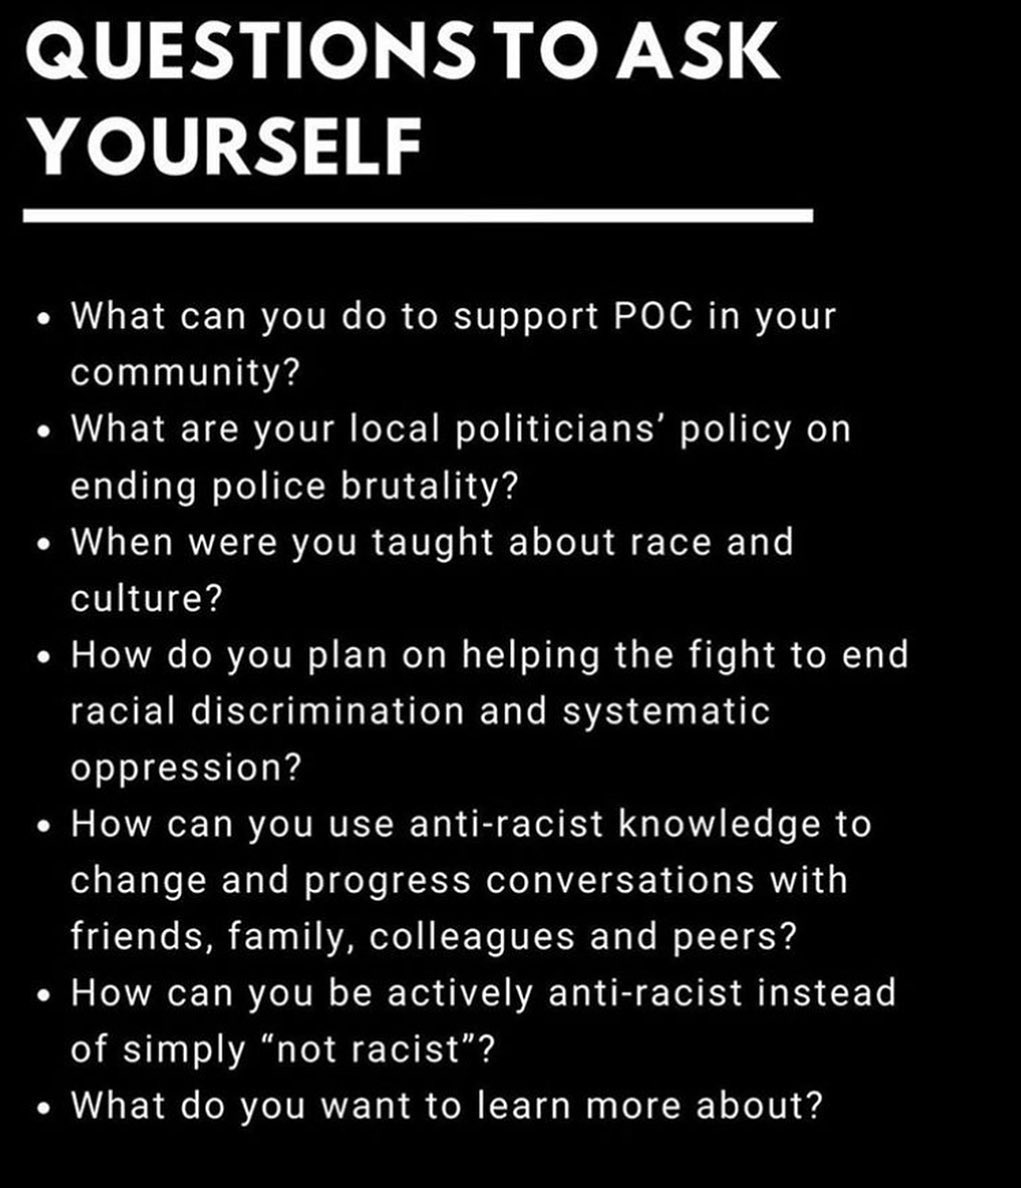 QUESTIONS TO ASK
YOURSELF
• What can you do to support POC in your
community?
• What are your local politicians’ policy on
ending police brutality?
• When were you taught about race and
culture?
• How do you plan on helping the fight to end
racial discrimination and systematic
oppression?
• How can you use anti-racist knowledge to
change and progress conversations with
friends, family, colleagues and peers?
• How can you be actively anti-racist instead
of simply “not racist”?
• What do you want to learn more about?